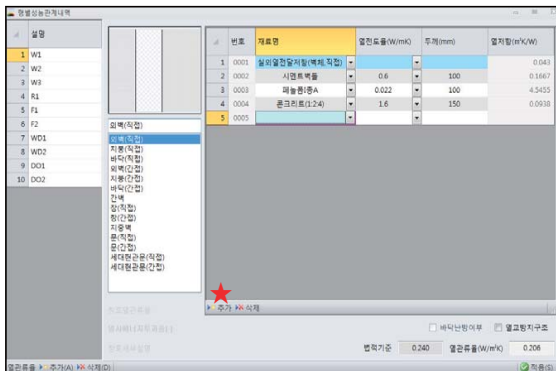 형별성능관계내역
설명
1 W1
2 W2
3 W3
4 R1
5 F1
6 F2
7 WD1
8 WD2
9 DO1
10 DO2
외벽(직접)
외벽(직접)
지붕(직접)
바닥(직접)
외벽(간접)
지붕(간접)
바닥(간접)
간벽
창(직접)
창(간접)
지중벽
문(직접)
문(간접)
세대현관문(직접)
세대현관문(간접)
번호 재료명 열전도율(W/mK) 두께(mm) 열저항(m²K/W)
1 0001 실외열전달저항(벽체,직접) 0.043
2 0002 시멘트벽돌 0.6 100 0.1667
3 0003 페놀폼I종A 0.022 100 4.5455
4 0004 콘크리트(1:2:4) 1.6 150 0.0938
5 0005
추가 삭제
바닥난방여부 열교방지구조
법적기준 0.240 열관류율(W/m²K) 0.206
열관류율 추가(A) 삭제(D) 적용(S)